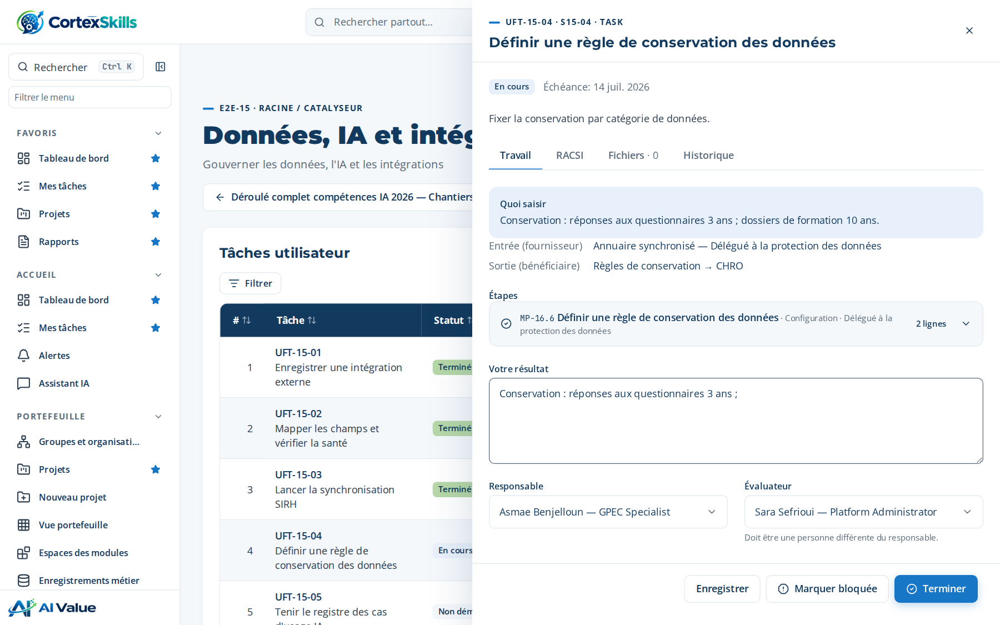 CortexSkills
Rechercher partout...
Rechercher
Ctrl K
Filtrer le menu
FAVORIS
Tableau de bord
Mes tâches
Projets
Rapports
ACCUEIL
Tableau de bord
Mes tâches
Alertes
Assistant IA
PORTEFEUILLE
Groupes et organisati...
Projets
Nouveau projet
Vue portefeuille
Espaces des modules
Enregistrements métier
AI Value
E2E-15 · RACINE / CATALYSEUR
Données, IA et intég
Gouverner les données, l'IA et les intégrations
Déroulé complet compétences IA 2026 — Chantiers
Tâches utilisateur
Filtrer
# Tâche Statut
1
UFT-15-01
Enregistrer une intégration
externe
Terminé
2
UFT-15-02
Mapper les champs et
vérifier la santé
Terminé
3
UFT-15-03
Lancer la synchronisation
SIRH
Terminé
4
UFT-15-04
Définir une règle de
conservation des données
En cours
5
UFT-15-05
Tenir le registre des cas
d'usage IA
Non dém
UFT-15-04 · S15-04 · TASK
Définir une règle de conservation des données
En cours
Échéance: 14 juil. 2026
Fixer la conservation par catégorie de données.
Travail
RACSI
Fichiers · 0
Historique
Quoi saisir
Conservation : réponses aux questionnaires 3 ans ; dossiers de formation 10 ans.
Entrée (fournisseur) Annuaire synchronisé — Délégué à la protection des données
Sortie (bénéficiaire) Règles de conservation → CHRO
Étapes
MP-16.6 Définir une règle de conservation des données · Configuration · Délégué à la
protection des données
2 lignes
Votre résultat
Conservation : réponses aux questionnaires 3 ans ;
Responsable
Asmae Benjelloun — GPEC Specialist
Évaluateur
Sara Sefrioui — Platform Administrator
Doit être une personne différente du responsable.
Enregistrer
Marquer bloquée
Terminer